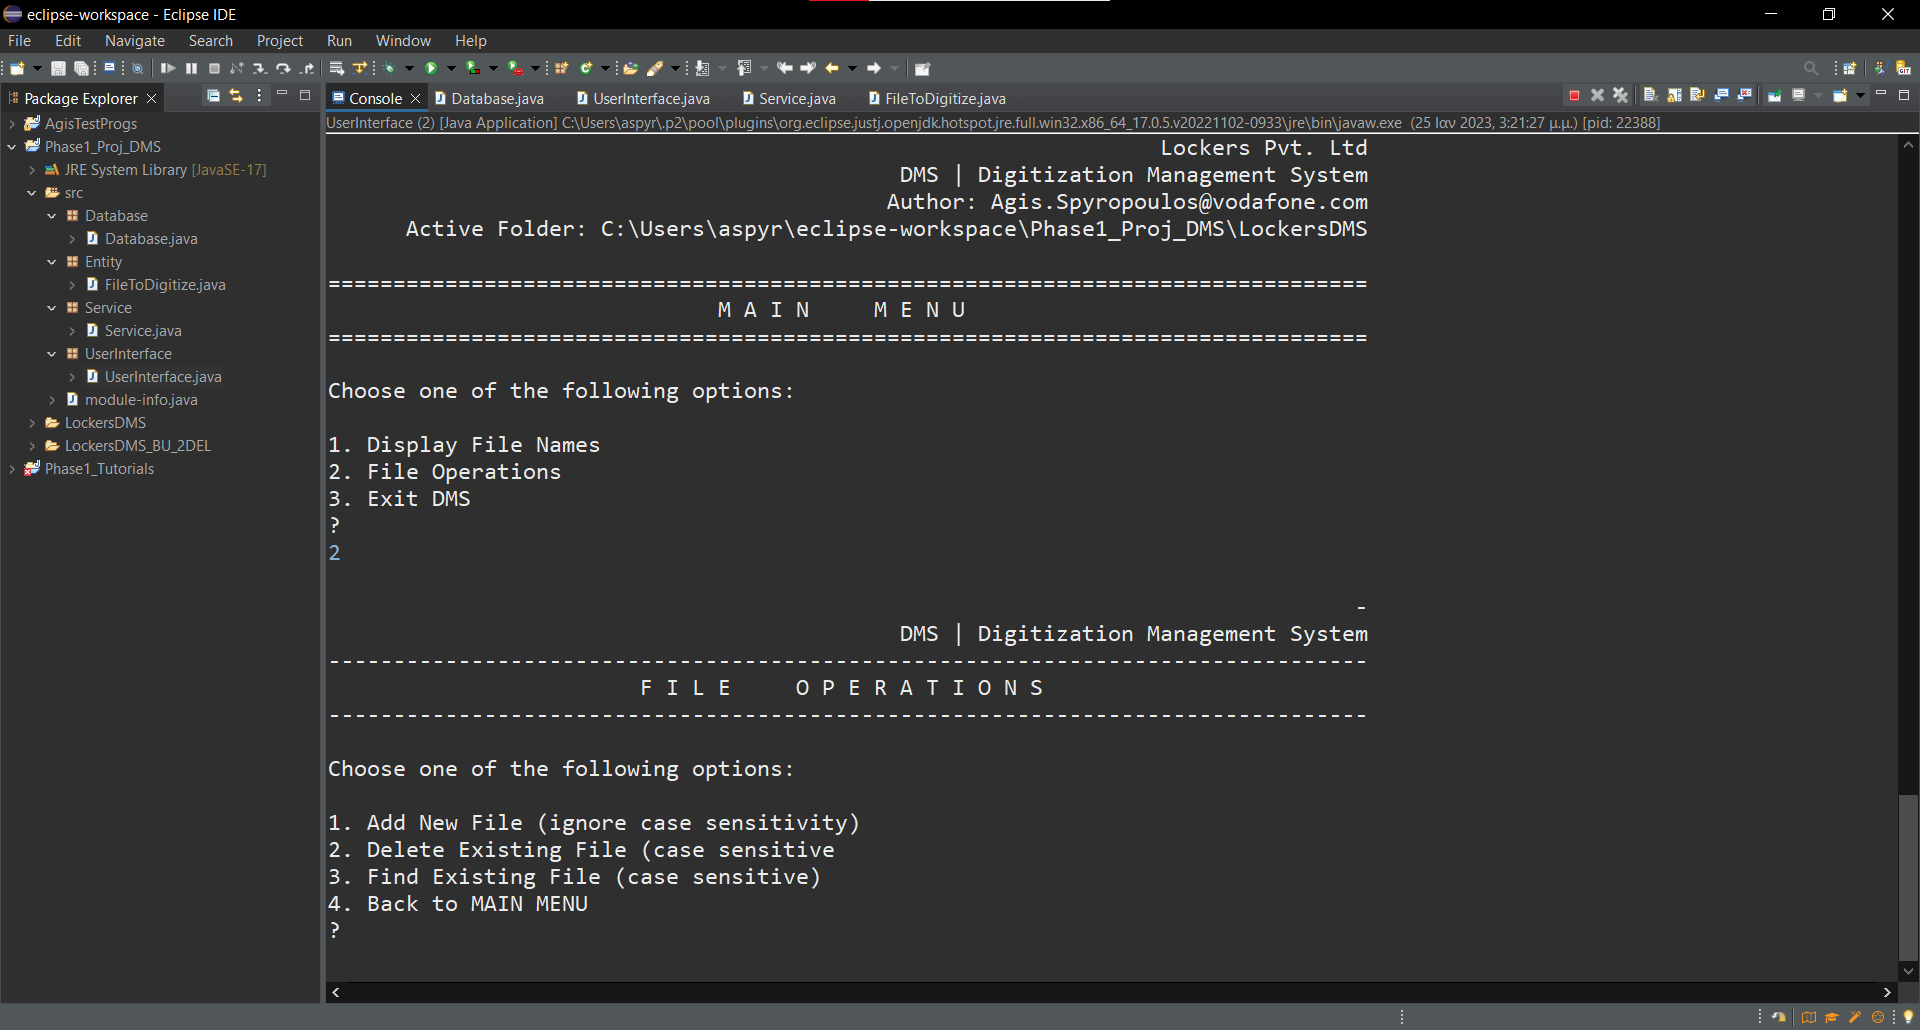 eclipse-workspace - Eclipse IDE
File Edit Navigate Search Project Run Window Help
Package Explorer
Console Database.java UserInterface.java Service.java FileToDigitize.java
AgisTestProgs
Phase1_Proj_DMS
JRE System Library [JavaSE-17]
src
Database
Database.java
Entity
FileToDigitize.java
Service
Service.java
UserInterface
UserInterface.java
module-info.java
LockersDMS
LockersDMS_BU_2DEL
Phase1_Tutorials
UserInterface (2) [Java Application] C:\Users\aspyr\.p2\pool\plugins\org.eclipse.justj.openjdk.hotspot.jre.full.win32.x86_64_17.0.5.v20221102-0933\jre\bin\javaw.exe (25 Ιαν 2023, 3:21:27 μ.μ.) [pid: 22388]
Lockers Pvt. Ltd
DMS | Digitization Management System
Author: Agis.Spyropoulos@vodafone.com
Active Folder: C:\Users\aspyr\eclipse-workspace\Phase1_Proj_DMS\LockersDMS
================================================================================
M A I N     M E N U
================================================================================
Choose one of the following options:
1. Display File Names
2. File Operations
3. Exit DMS
?
2
-
DMS | Digitization Management System
--------------------------------------------------------------------------------
F I L E     O P E R A T I O N S
--------------------------------------------------------------------------------
Choose one of the following options:
1. Add New File (ignore case sensitivity)
2. Delete Existing File (case sensitive
3. Find Existing File (case sensitive)
4. Back to MAIN MENU
?